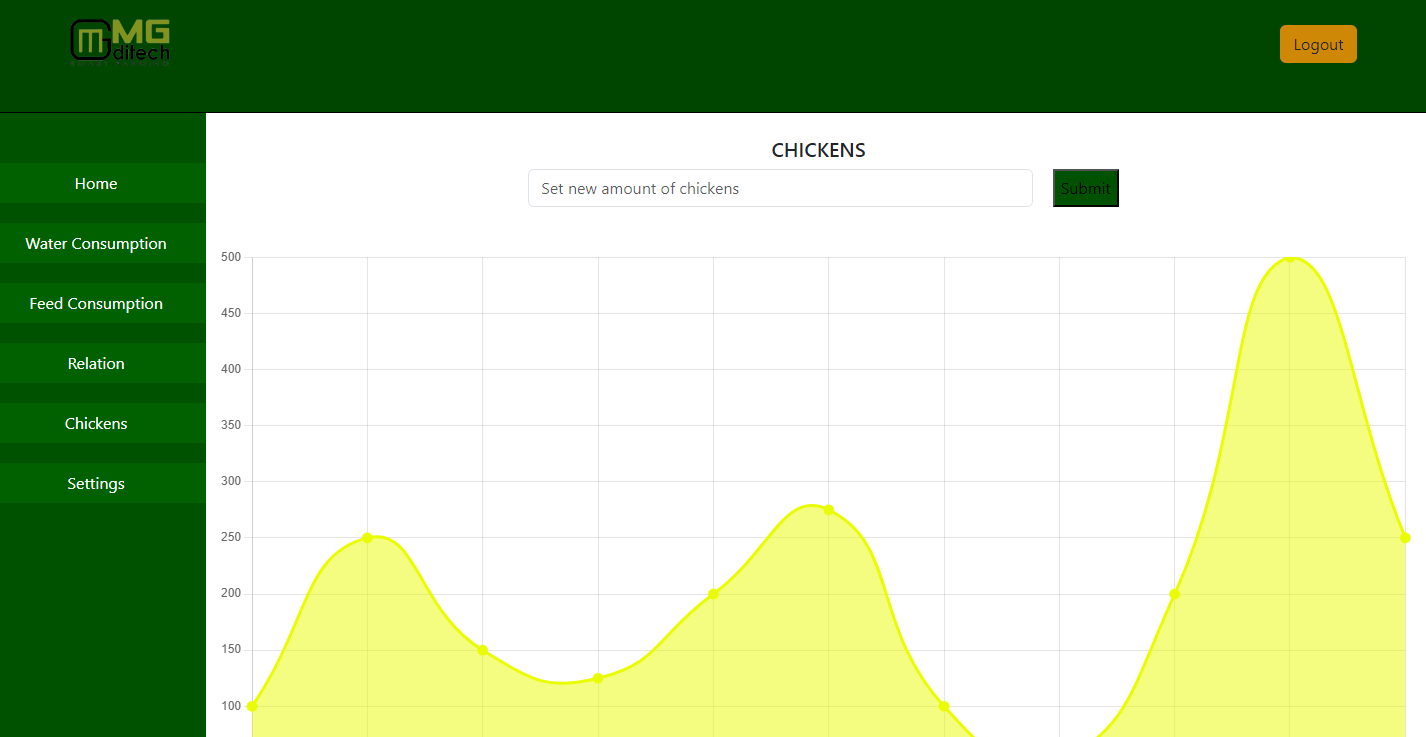 MG
ditech
Logout
Home
Water Consumption
Feed Consumption
Relation
Chickens
Settings
CHICKENS
Set new amount of chickens
Submit
500
450
400
350
300
250
200
150
100